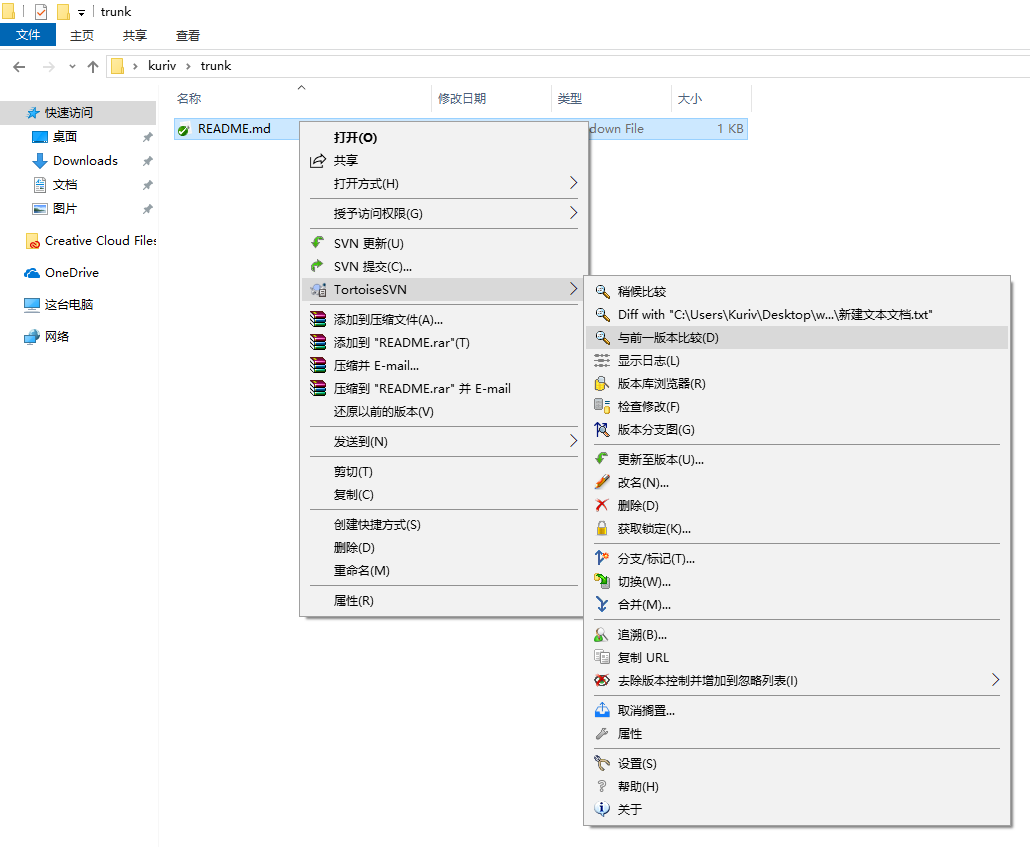 trunk
文件 主页 共享 查看
kuriv trunk
名称 修改日期 类型 大小
快速访问
桌面
Downloads
文档
图片
Creative Cloud Files
OneDrive
这台电脑
网络
README.md down File 1 KB
打开(O)
共享
打开方式(H)
授予访问权限(G)
SVN 更新(U)
SVN 提交(C)...
TortoiseSVN
添加到压缩文件(A)...
添加到 "README.rar"(T)
压缩并 E-mail...
压缩到 "README.rar" 并 E-mail
还原以前的版本(V)
发送到(N)
剪切(T)
复制(C)
创建快捷方式(S)
删除(D)
重命名(M)
属性(R)
稍候比较
Diff with "C:\Users\Kuriv\Desktop\w...\新建文本文档.txt"
与前一版本比较(D)
显示日志(L)
版本库浏览器(R)
检查修改(F)
版本分支图(G)
更新至版本(U)...
改名(N)...
删除(D)
获取锁定(K)...
分支/标记(T)...
切换(W)...
合并(M)...
追溯(B)...
复制 URL
去除版本控制并增加到忽略列表(I)
取消搁置...
属性
设置(S)
帮助(H)
关于